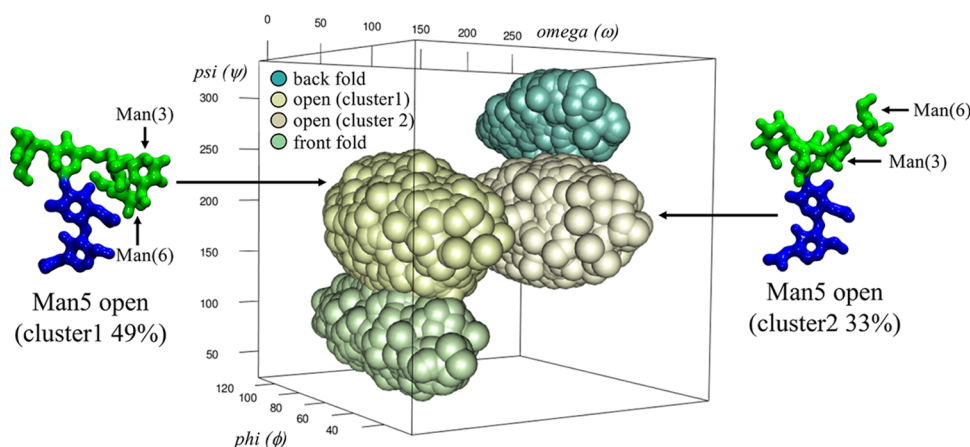 0
50
100
150
200
250
omega (ω)
psi (ψ)
300
250
200
150
100
50
back fold
open (cluster1)
open (cluster 2)
front fold
Man(3)
Man(6)
Man5 open
(cluster1 49%)
Man(6)
Man(3)
Man5 open
(cluster2 33%)
120
100
80
60
40
phi (ϕ)